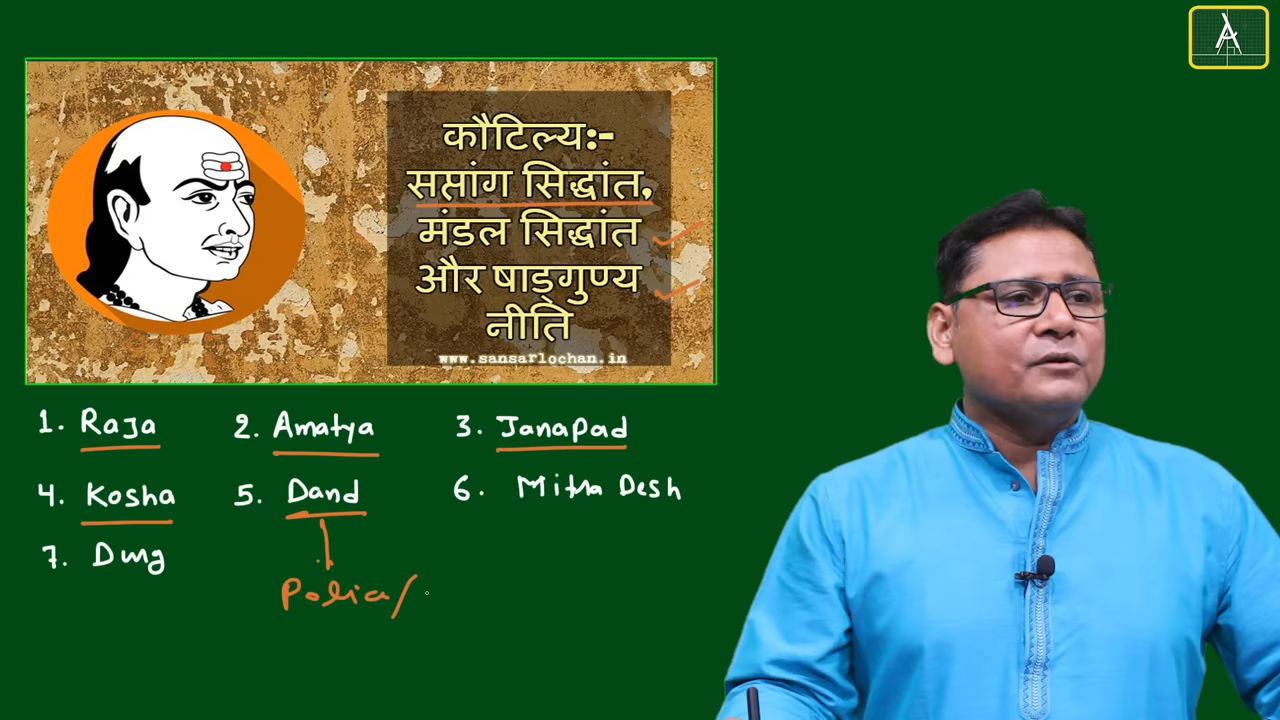 कौटिल्य:-
सप्तांग सिद्धांत,
मंडल सिद्धांत
और षाड्गुण्य
नीति
www.sansarlochan.in
1. Raja 2. Amatya 3. Janapad
4. Kosha 5. Dand 6. Mitra Desh
7. Durg
Police/